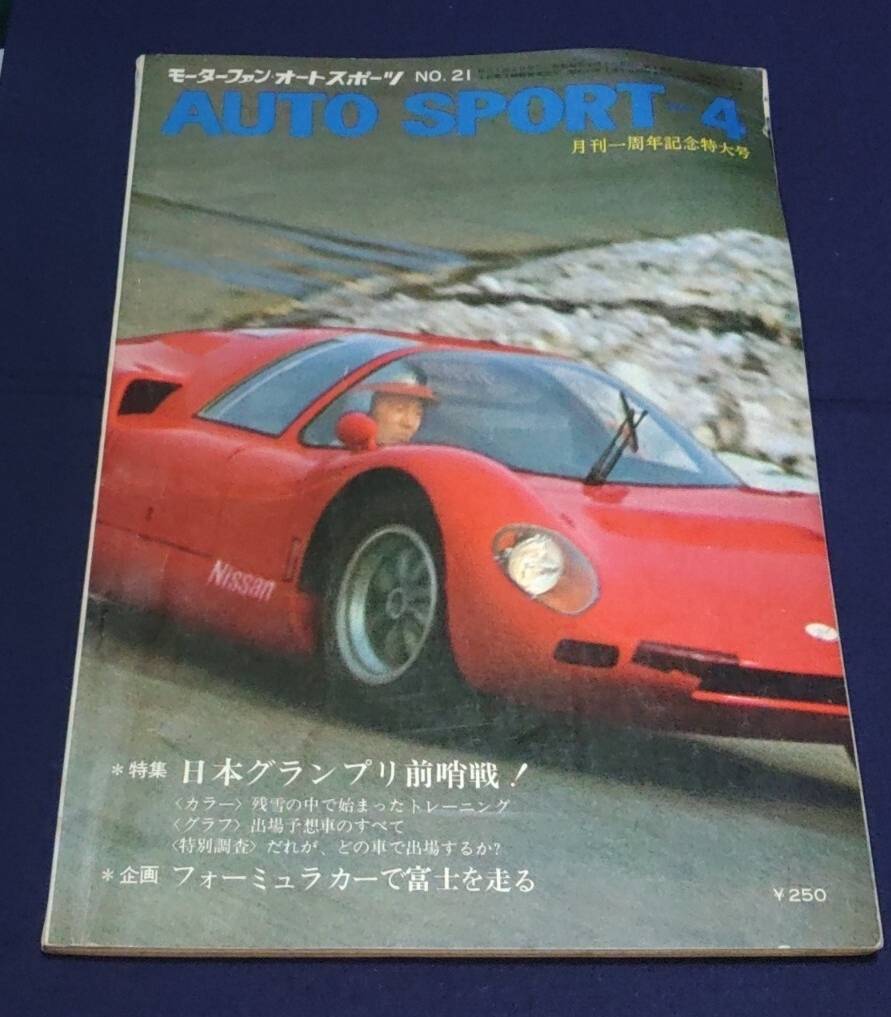 モーターファン・オートスポーツ NO. 21
AUTO SPORT 4
月刊一周年記念特大号
Nissan
＊特集 日本グランプリ前哨戦！
〈カラー〉残雪の中で始まったトレーニング
〈グラフ〉出場予想車のすべて
〈特別調査〉だれが、どの車で出場するか？
＊企画 フォーミュラカーで富士を走る
￥250